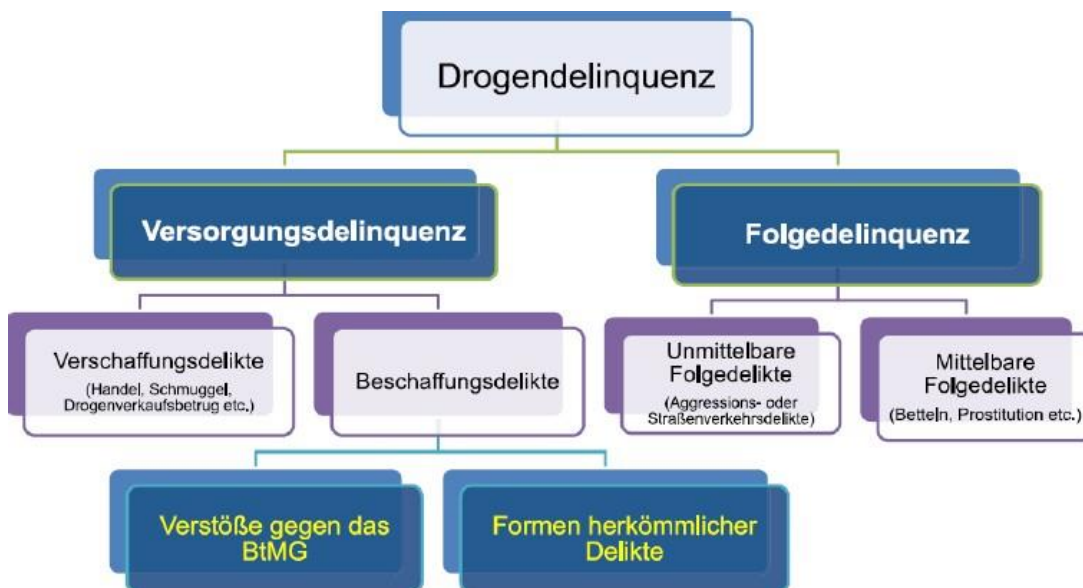 Drogendelinquenz
Versorgungsdelinquenz
Folgedelinquenz
Verschaffungsdelikte
(Handel, Schmuggel,
Drogenverkaufsbetrug etc.)
Beschaffungsdelikte
Unmittelbare
Folgedelikte
(Aggressions- oder
Straßenverkehrsdelikte)
Mittelbare
Folgedelikte
(Betteln, Prostitution etc.)
Verstöße gegen das
BtMG
Formen herkömmlicher
Delikte